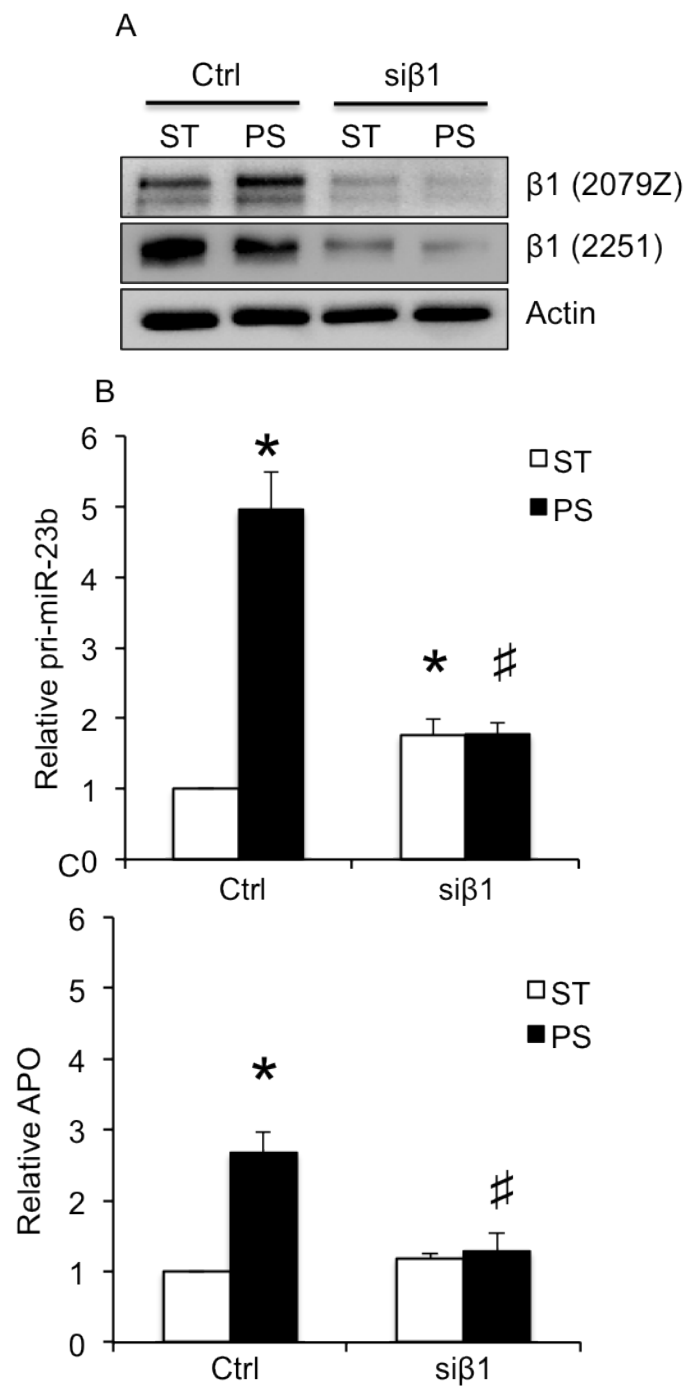 A
Ctrl siβ1
ST PS ST PS
β1 (2079Z)
β1 (2251)
Actin
B
6
5
4
3
2
1
0
Relative pri-miR-23b
* * ♯
ST
PS
Ctrl siβ1
C
6
5
4
3
2
1
0
Relative APO
* ♯
ST
PS
Ctrl siβ1